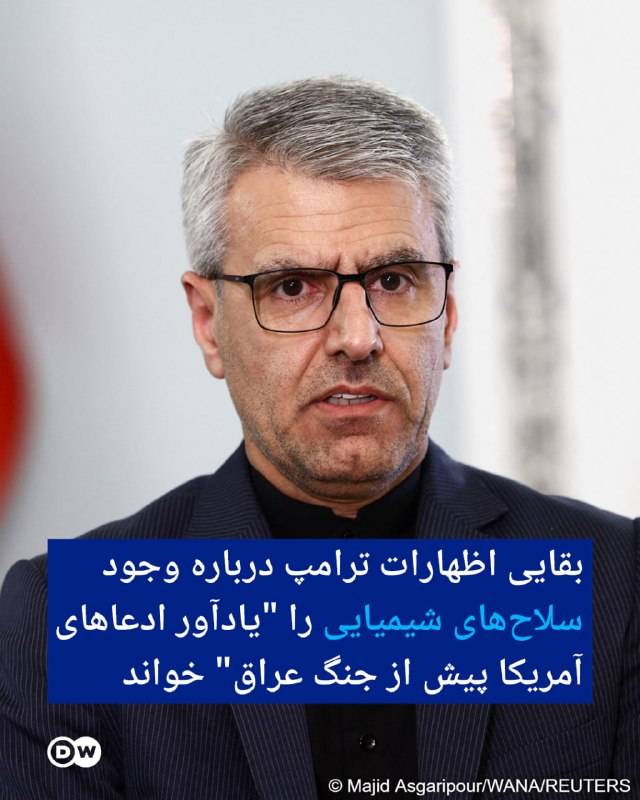 بقایی اظهارات ترامپ درباره وجود
سلاح‌های شیمیایی را "یادآور ادعاهای
آمریکا پیش از جنگ عراق" خواند
DW
© Majid Asgaripour/WANA/REUTERS